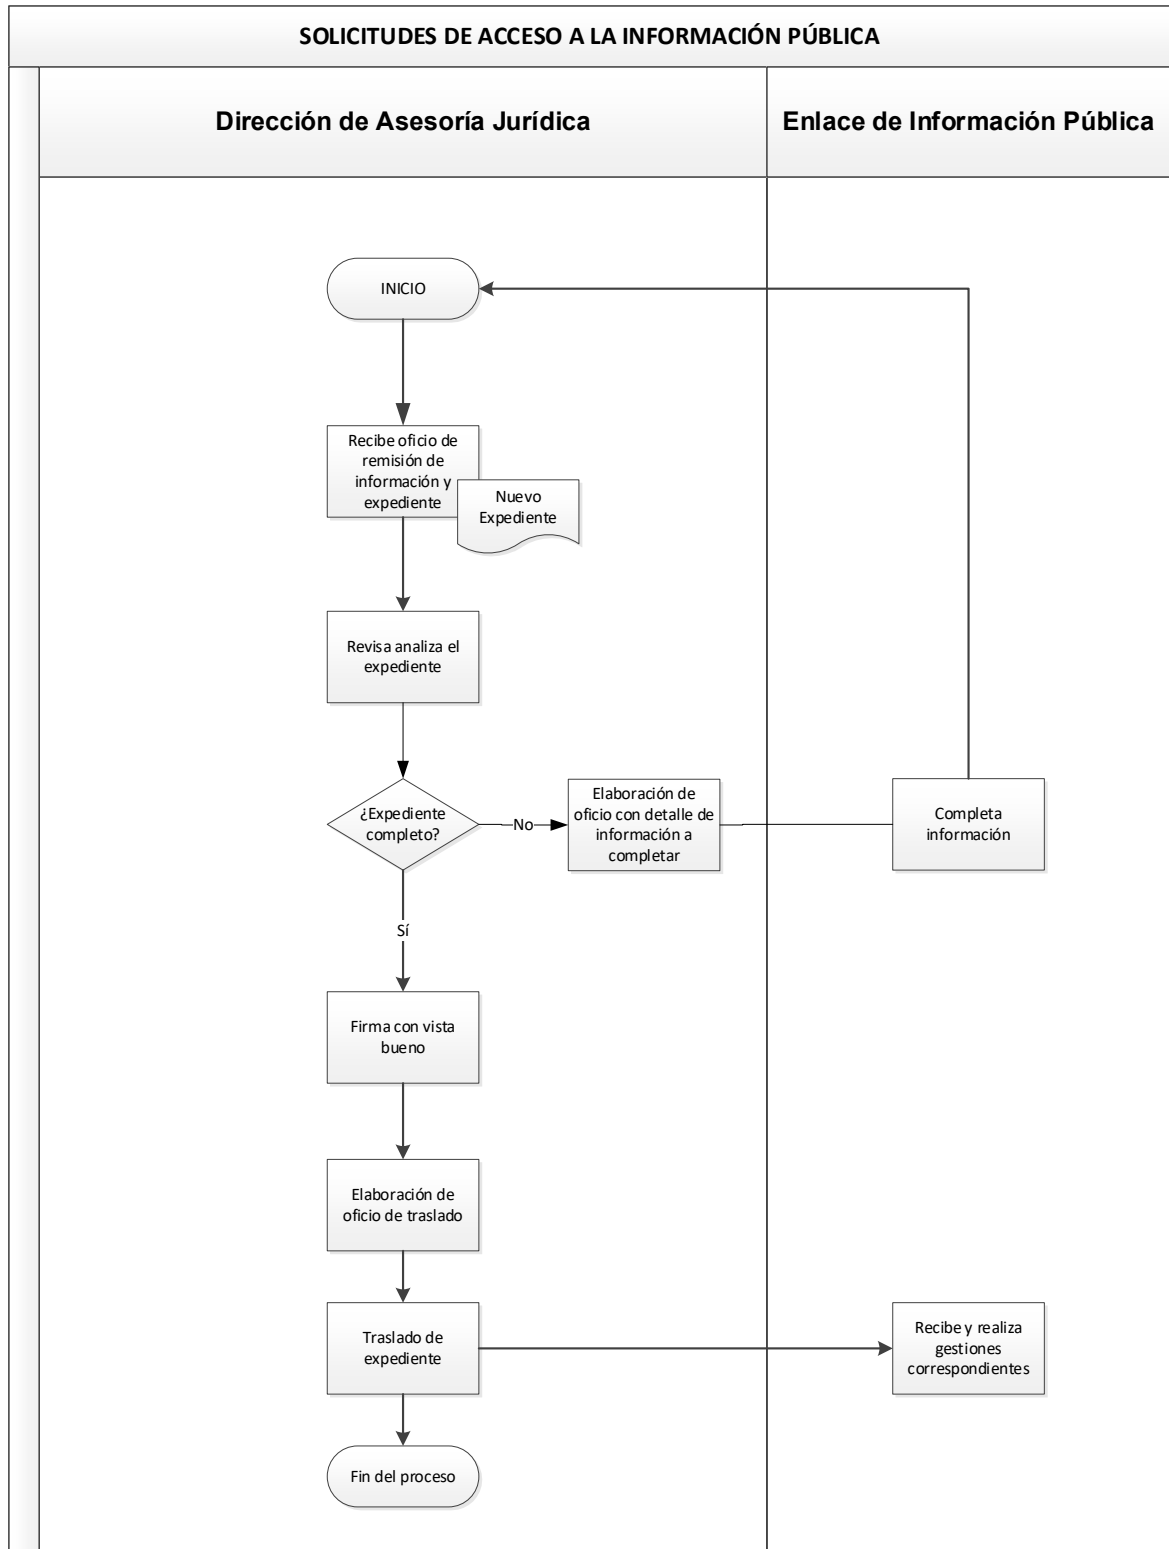 SOLICITUDES DE ACCESO A LA INFORMACIÓN PÚBLICA
Dirección de Asesoría Jurídica
Enlace de Información Pública
INICIO
Recibe oficio de
remisión de
información y
expediente
Nuevo
Expediente
Revisa analiza el
expediente
¿Expediente
completo?
No
Elaboración de
oficio con detalle de
información a
completar
Completa
información
Sí
Firma con vista
bueno
Elaboración de
oficio de traslado
Traslado de
expediente
Recibe y realiza
gestiones
correspondientes
Fin del proceso